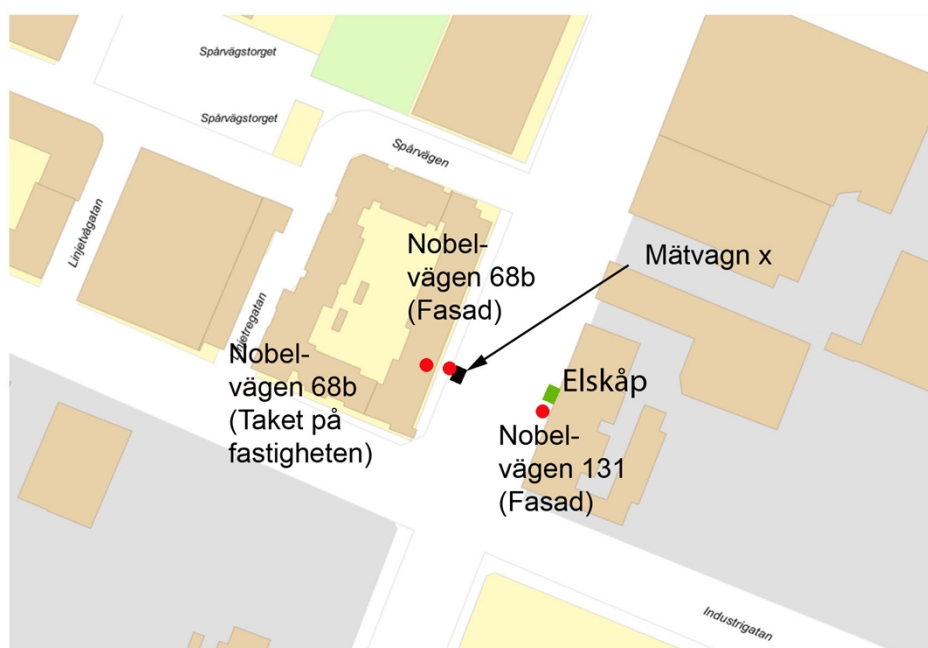 Spårvägstorget
Spårvägstorget
Spårvägen
Linjetvågatan
Nobel-
vägen 68b
(Fasad)
Mätvagn x
Nobel-
vägen 68b
(Taket på
fastigheten)
Elskåp
Nobel-
vägen 131
(Fasad)
Industrigatan